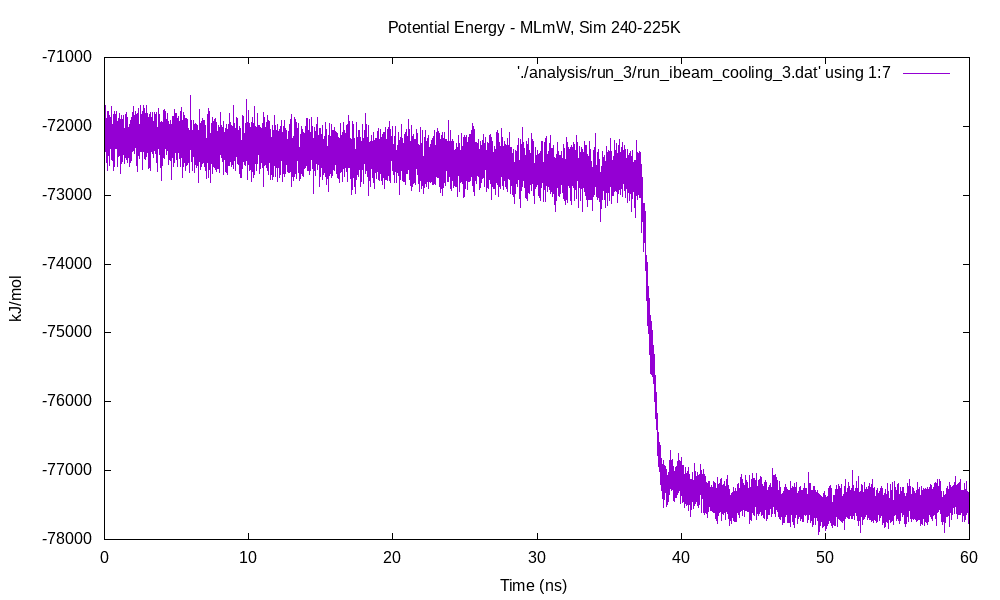 Potential Energy - MLmW, Sim 240-225K
'./analysis/run_3/run_ibeam_cooling_3.dat' using 1:7
-71000
-72000
-73000
-74000
-75000
-76000
-77000
-78000
kJ/mol
0 10 20 30 40 50 60
Time (ns)